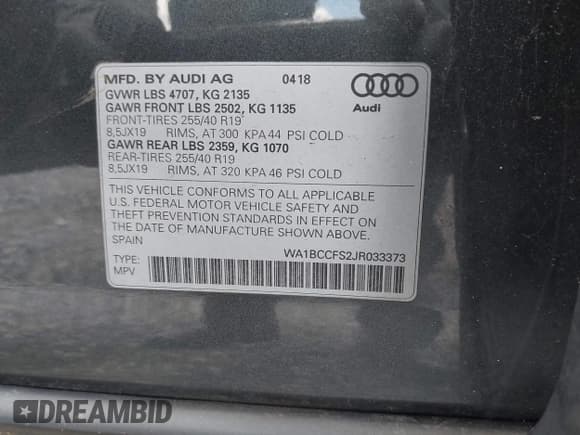 MFD. BY AUDI AG 0418
GVWR LBS 4707, KG 2135
GAWR FRONT LBS 2502, KG 1135
FRONT-TIRES 255/40 R19
8,5JX19 RIMS, AT 300 KPA 44 PSI COLD
GAWR REAR LBS 2359, KG 1070
REAR-TIRES 255/40 R19
8,5JX19 RIMS, AT 320 KPA 46 PSI COLD
Audi
THIS VEHICLE CONFORMS TO ALL APPLICABLE
U.S. FEDERAL MOTOR VEHICLE SAFETY AND
THEFT PREVENTION STANDARDS IN EFFECT ON
THE DATE OF MANUFACTURE SHOWN ABOVE.
SPAIN
WA1BCCFS2JR033373
TYPE:
MPV
DREAMBID